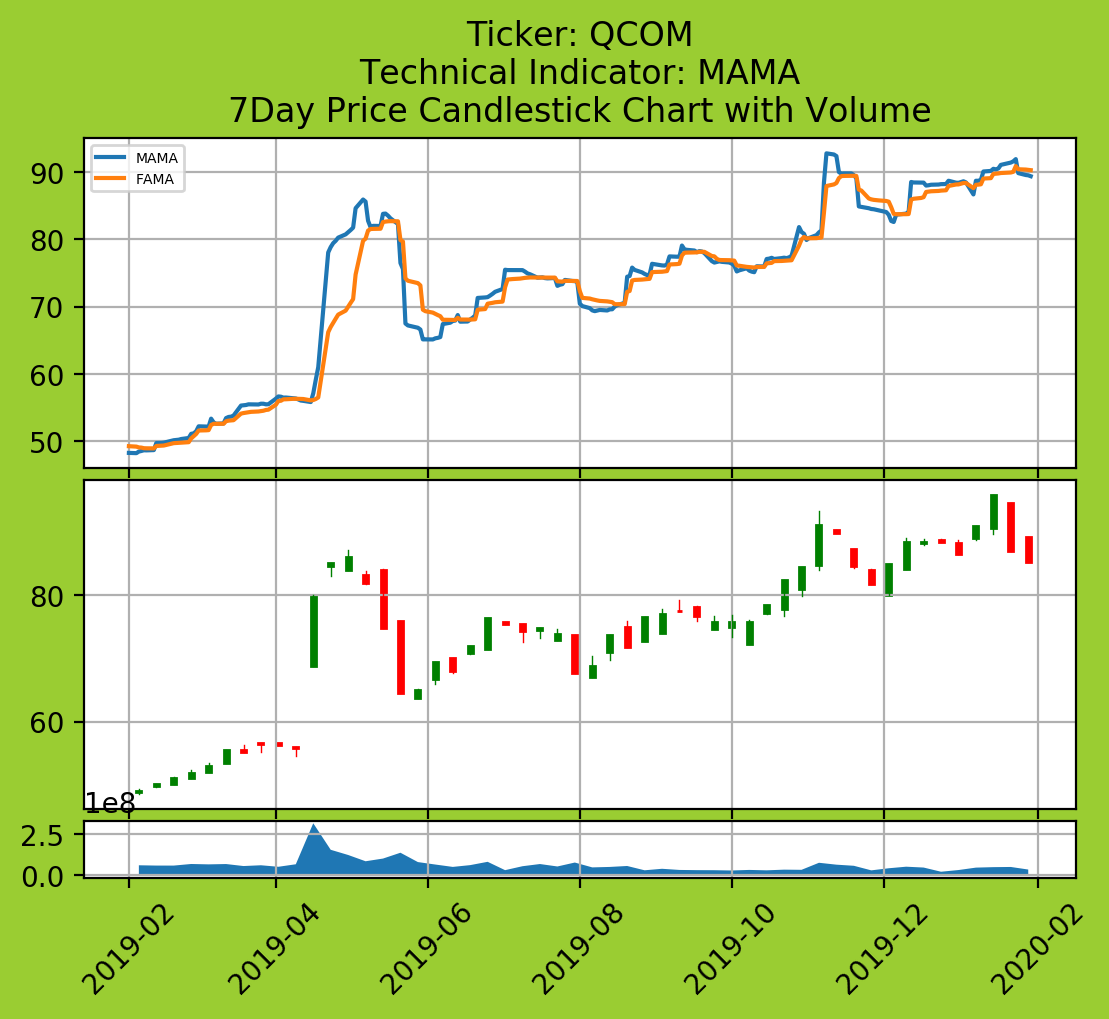 Ticker: QCOM
Technical Indicator: MAMA
7Day Price Candlestick Chart with Volume
MAMA
FAMA
90
80
70
60
50
80
60
1e8
2.5
0.0
2019-02
2019-04
2019-06
2019-08
2019-10
2019-12
2020-02